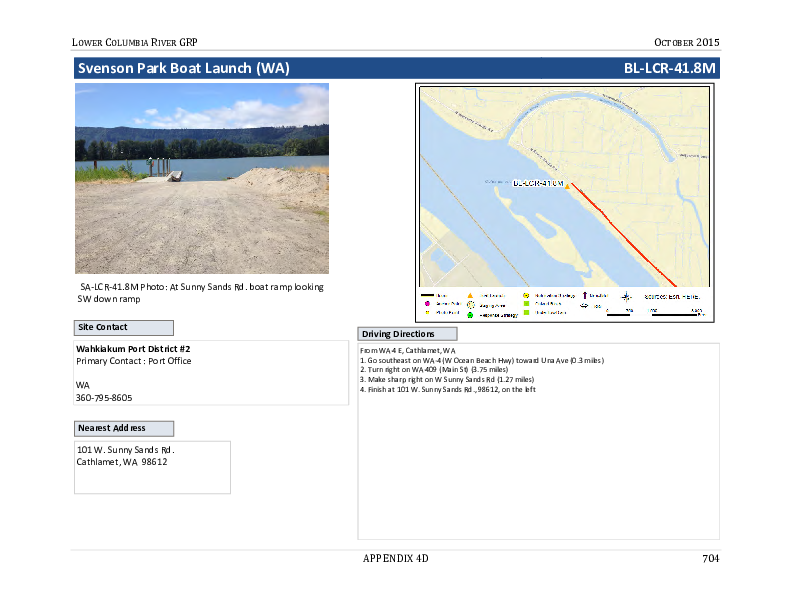 LOWER COLUMBIA RIVER GRP
OCTOBER 2015
Svenson Park Boat Launch (WA)
BL-LCR-41.8M
BL-LCR-41.8M
Sources: Esri, HERE,
SA-LCR-41.8M Photo: At Sunny Sands Rd. boat ramp looking
SW down ramp
Site Contact
Wahkiakum Port District #2
Primary Contact : Port Office
WA
360-795-8605
Nearest Address
101 W. Sunny Sands Rd.
Cathlamet, WA 98612
Driving Directions
From WA-4 E, Cathlamet, WA
1. Go southeast on WA-4 (W Ocean Beach Hwy) toward Una Ave (0.3 miles)
2. Turn right on WA 409 (Main St) (3.75 miles)
3. Make sharp right on W Sunny Sands Rd (1.27 miles)
4. Finish at 101 W. Sunny Sands Rd., 98612, on the left
APPENDIX 4D
704